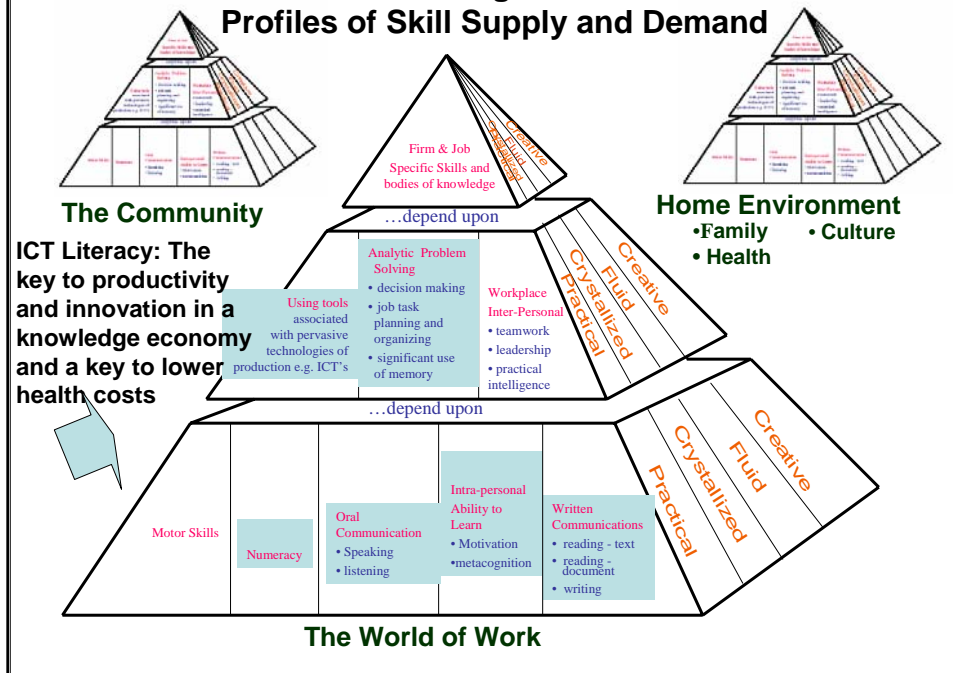 Profiles of Skill Supply and Demand
The Community
Home Environment
•Family
• Culture
• Health
ICT Literacy: The
key to productivity
and innovation in a
knowledge economy
and a key to lower
health costs
Firm & Job
Specific Skills and
bodies of knowledge
Practical
Crystallized
Fluid
Creative
…depend upon
Using tools
associated
with pervasive
technologies of
production e.g. ICT's
Analytic Problem
Solving
• decision making
• job task
planning and
organizing
• significant use
of memory
Workplace
Inter-Personal
• teamwork
• leadership
• practical
intelligence
Practical
Crystallized
Fluid
Creative
…depend upon
Motor Skills
Numeracy
Oral
Communication
• Speaking
• listening
Intra-personal
Ability to
Learn
• Motivation
•metacognition
Written
Communications
• reading - text
• reading -
document
• writing
Practical
Crystallized
Fluid
Creative
The World of Work